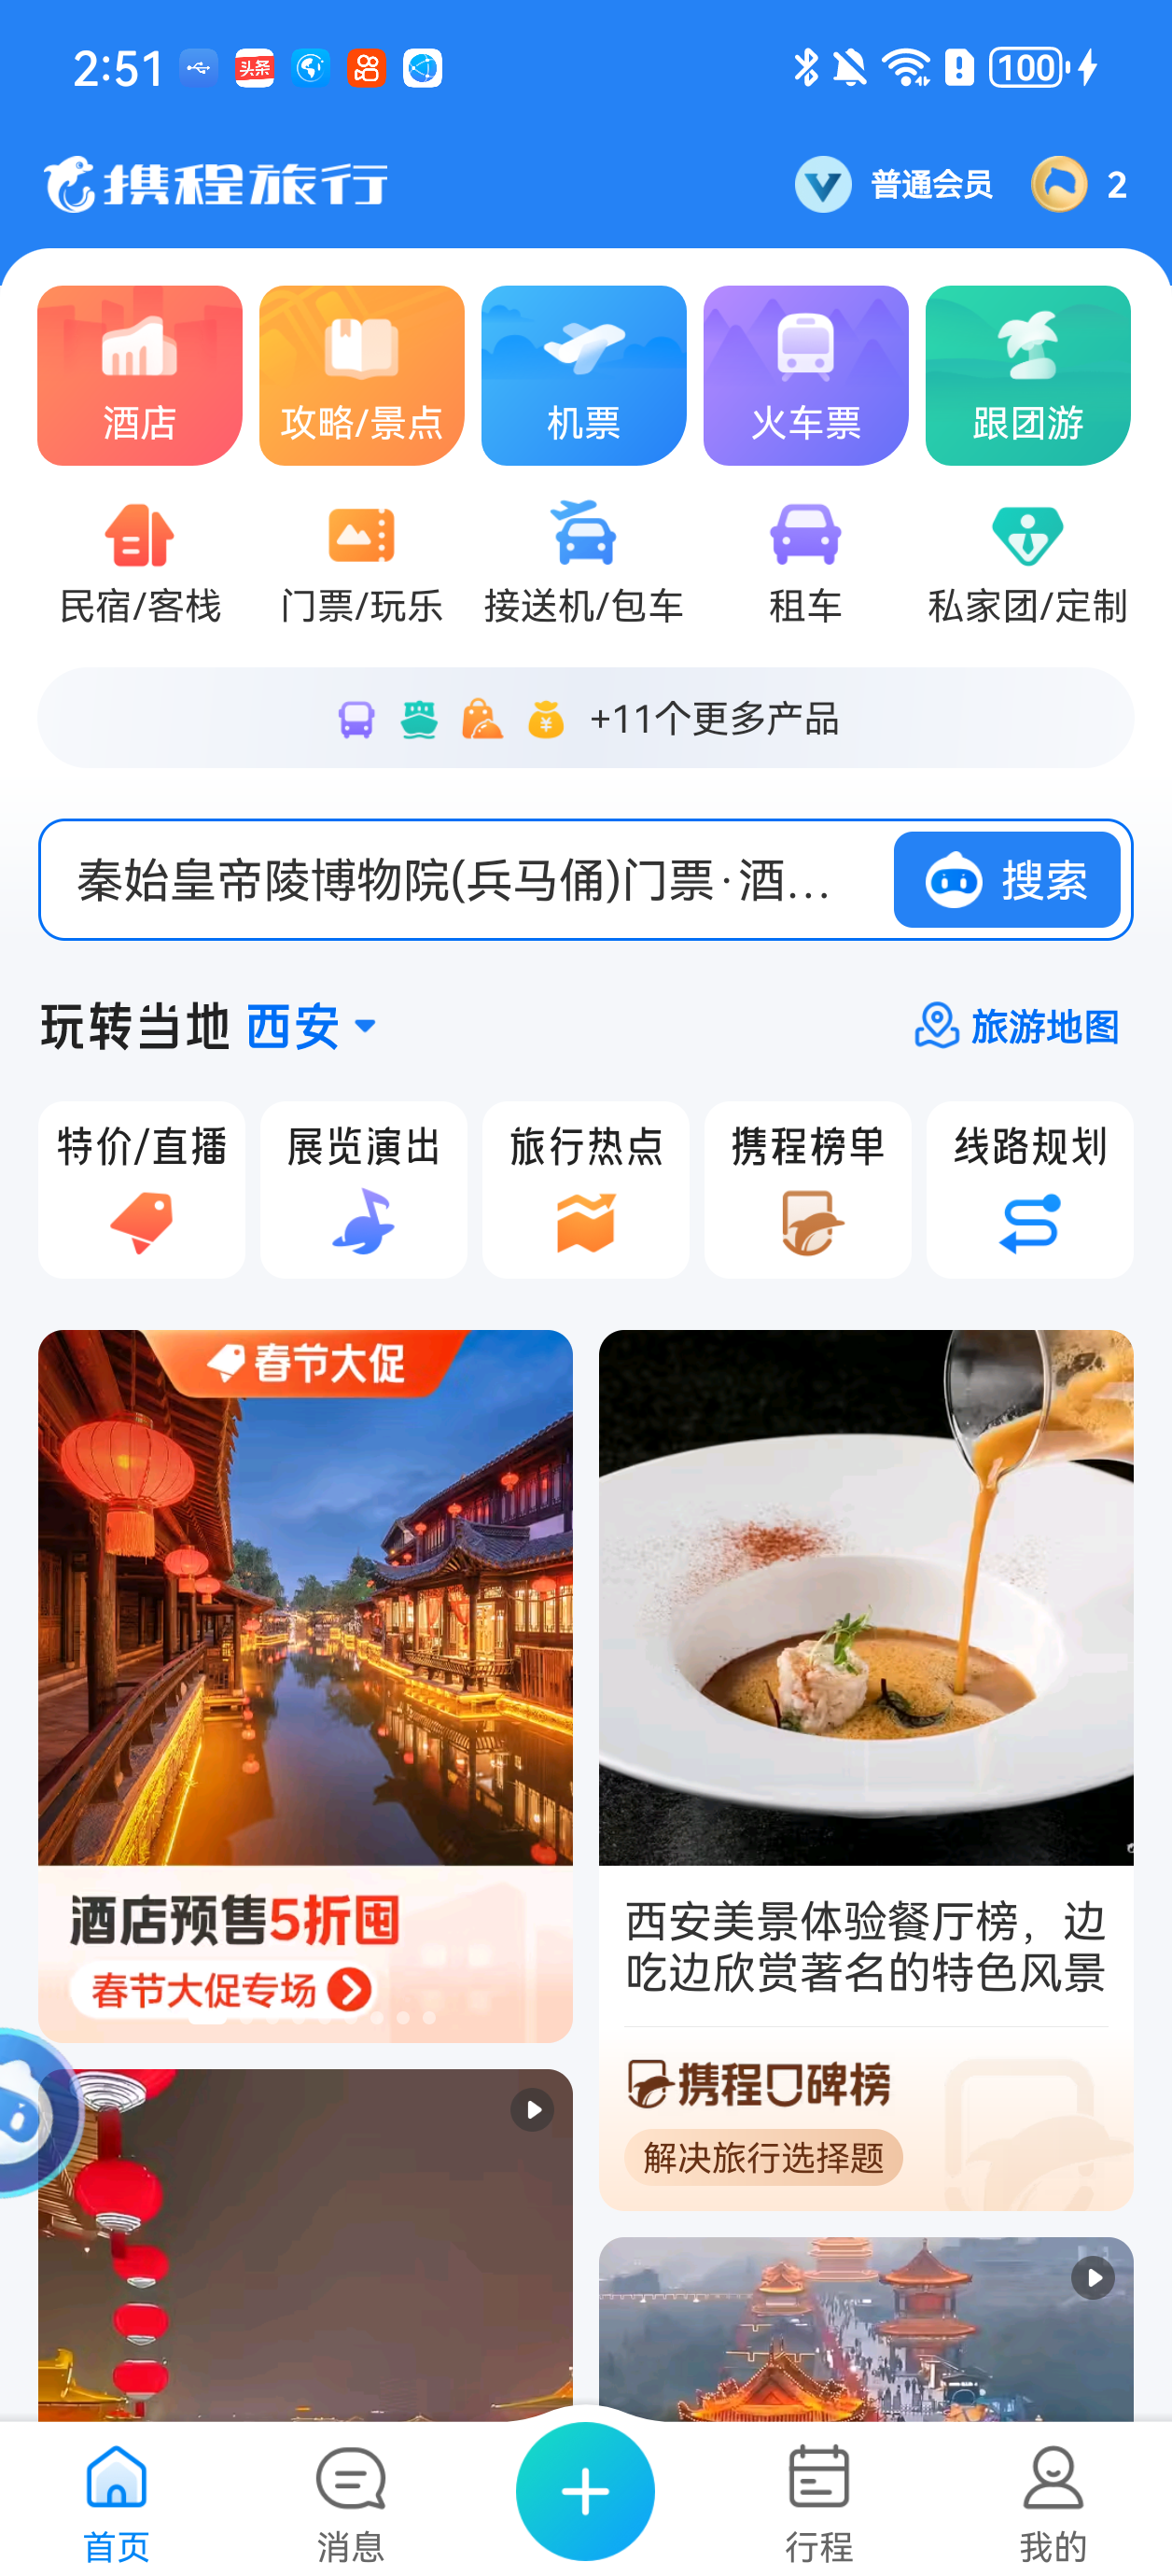 2:51
头条
100
携程旅行
普通会员
2
酒店
攻略/景点
机票
火车票
跟团游
民宿/客栈
门票/玩乐
接送机/包车
租车
私家团/定制
+11个更多产品
秦始皇帝陵博物院(兵马俑)门票·酒...
搜索
玩转当地 西安
旅游地图
特价/直播
展览演出
旅行热点
携程榜单
线路规划
春节大促
酒店预售5折囤
春节大促专场
西安美景体验餐厅榜，边
吃边欣赏著名的特色风景
携程口碑榜
解决旅行选择题
首页
消息
行程
我的